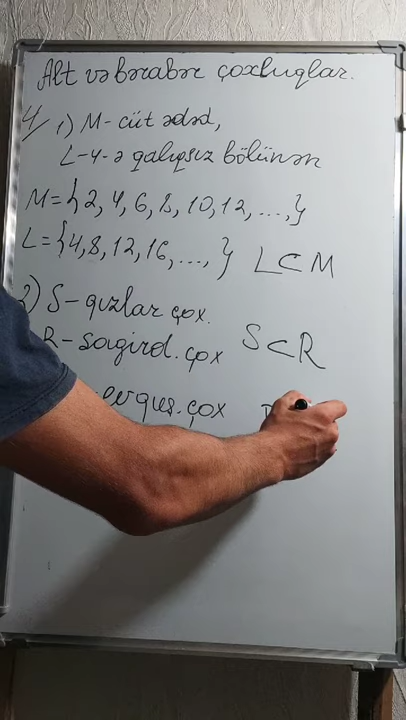 Alt və bərabər çoxluqlar.
4/ 1) M-cüt ədəd,
L-4-ə qalıqsız bölünən
M={2, 4, 6, 8, 10, 12, ...,}
L={4, 8, 12, 16, ..., } L⊂M
2) S-qızlar çox.
R-şagird. çox S⊂R
çox